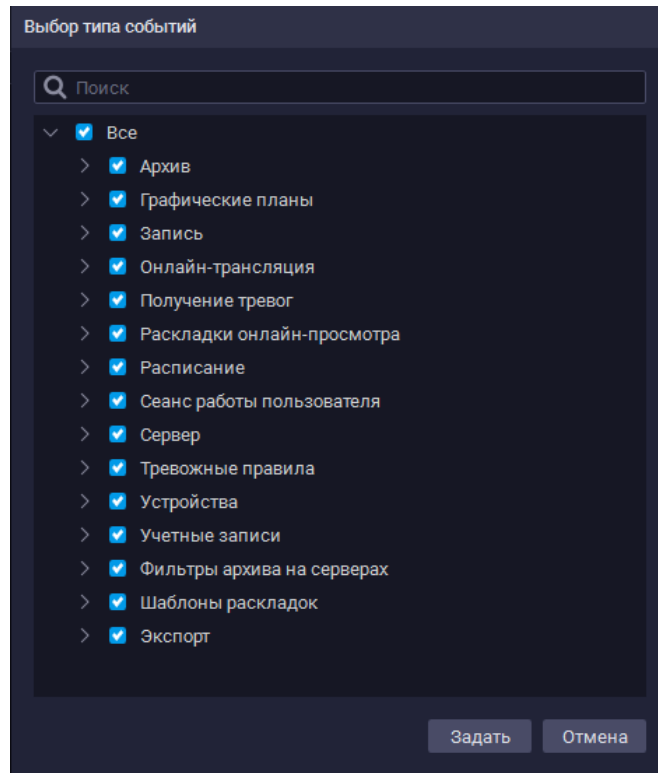 Выбор типа событий
Поиск
Все
Архив
Графические планы
Запись
Онлайн-трансляция
Получение тревог
Раскладки онлайн-просмотра
Расписание
Сеанс работы пользователя
Сервер
Тревожные правила
Устройства
Учетные записи
Фильтры архива на серверах
Шаблоны раскладок
Экспорт
Задать Отмена